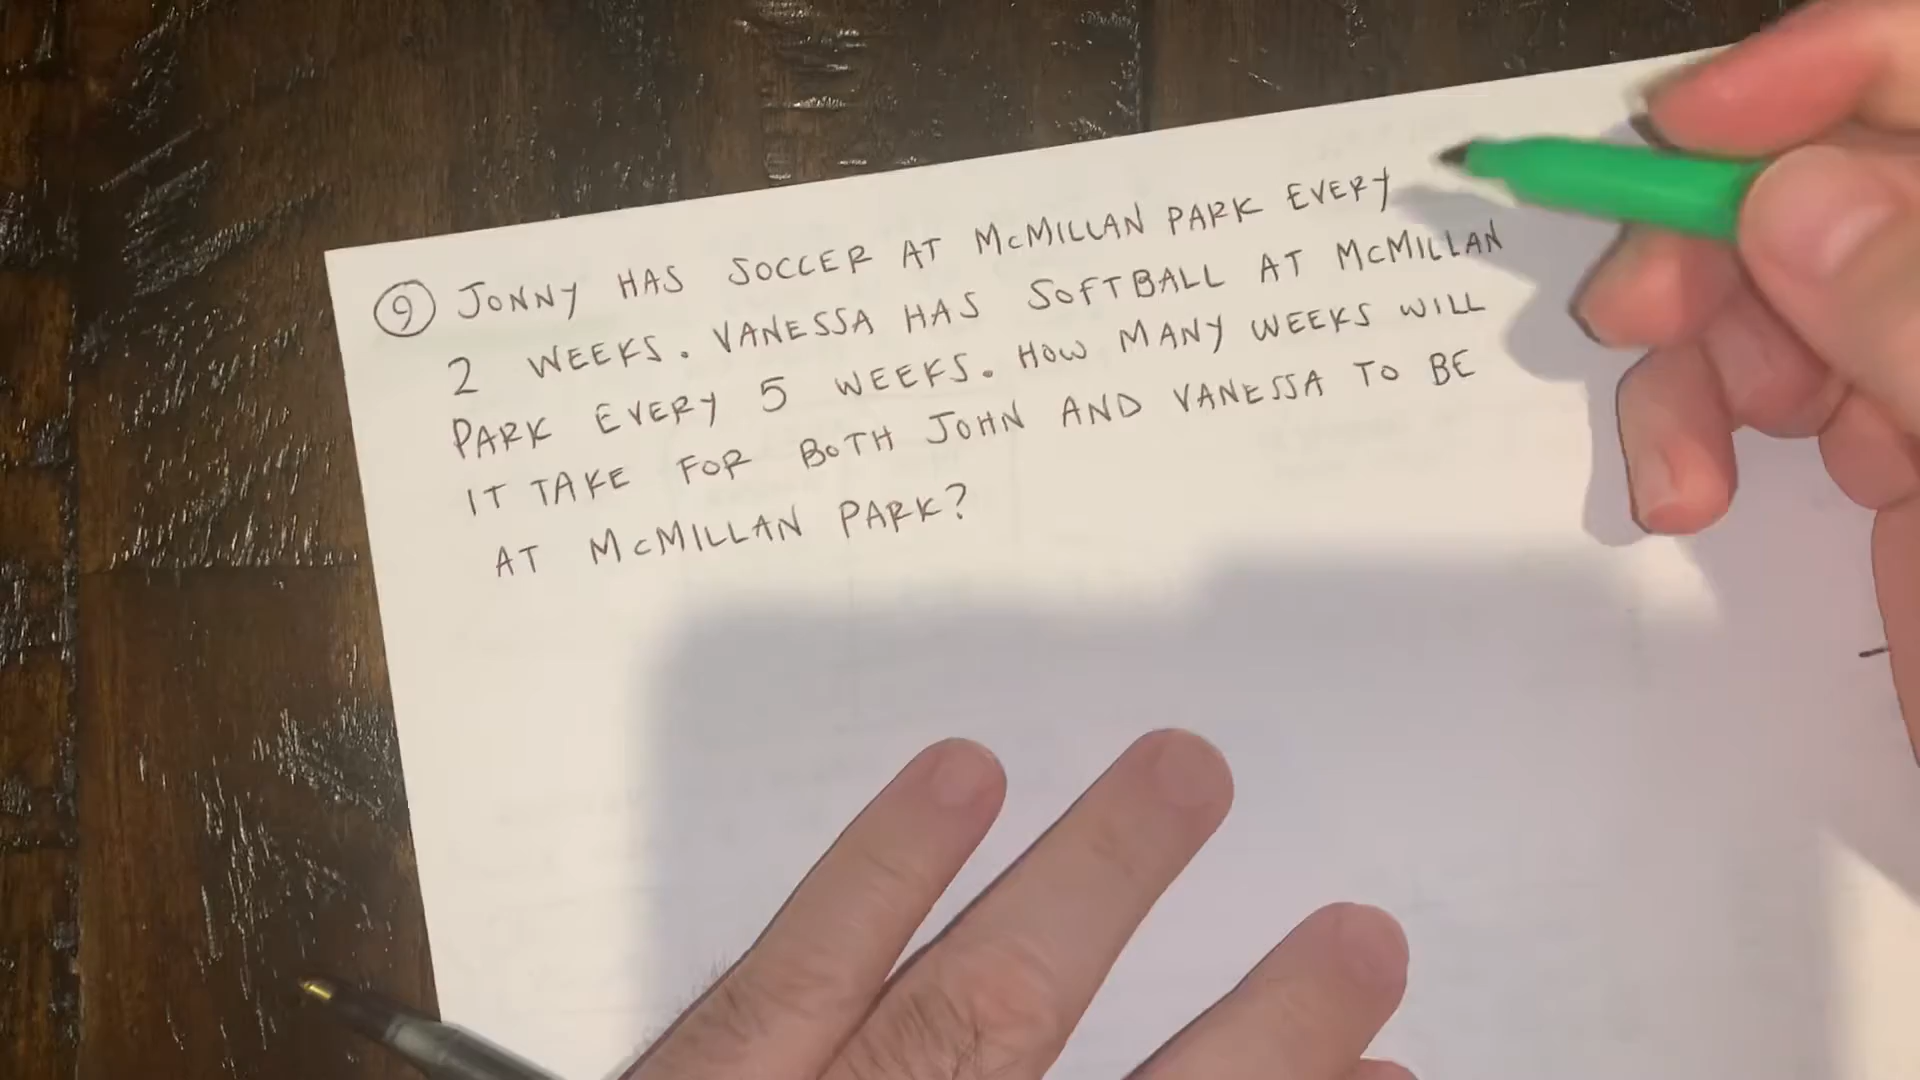 9 JONNY HAS SOCCER AT McMILLAN PARK EVERY
2 WEEKS. VANESSA HAS SOFTBALL AT McMILLAN
PARK EVERY 5 WEEKS. HOW MANY WEEKS WILL
IT TAKE FOR BOTH JOHN AND VANESSA TO BE
AT McMILLAN PARK?